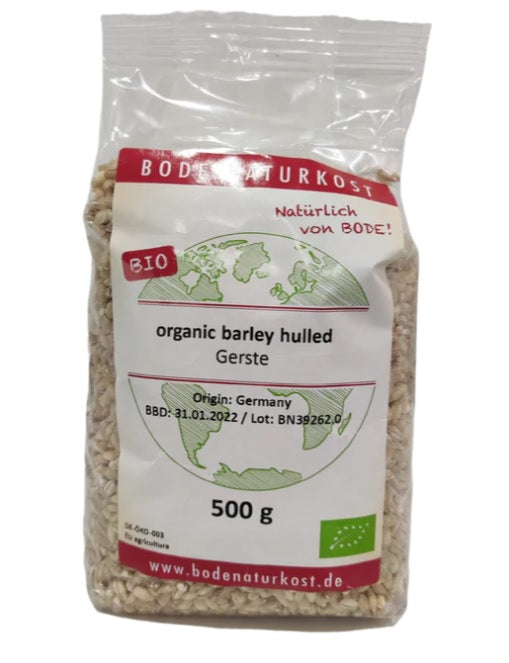 BODE NATURKOST
Natürlich
von BODE!
BIO
organic barley hulled
Gerste
Origin: Germany
BBD: 31.01.2022 / Lot: BN39262.0
500 g
DE-ÖKO-003
EU agriculture
www.bodenaturkost.de